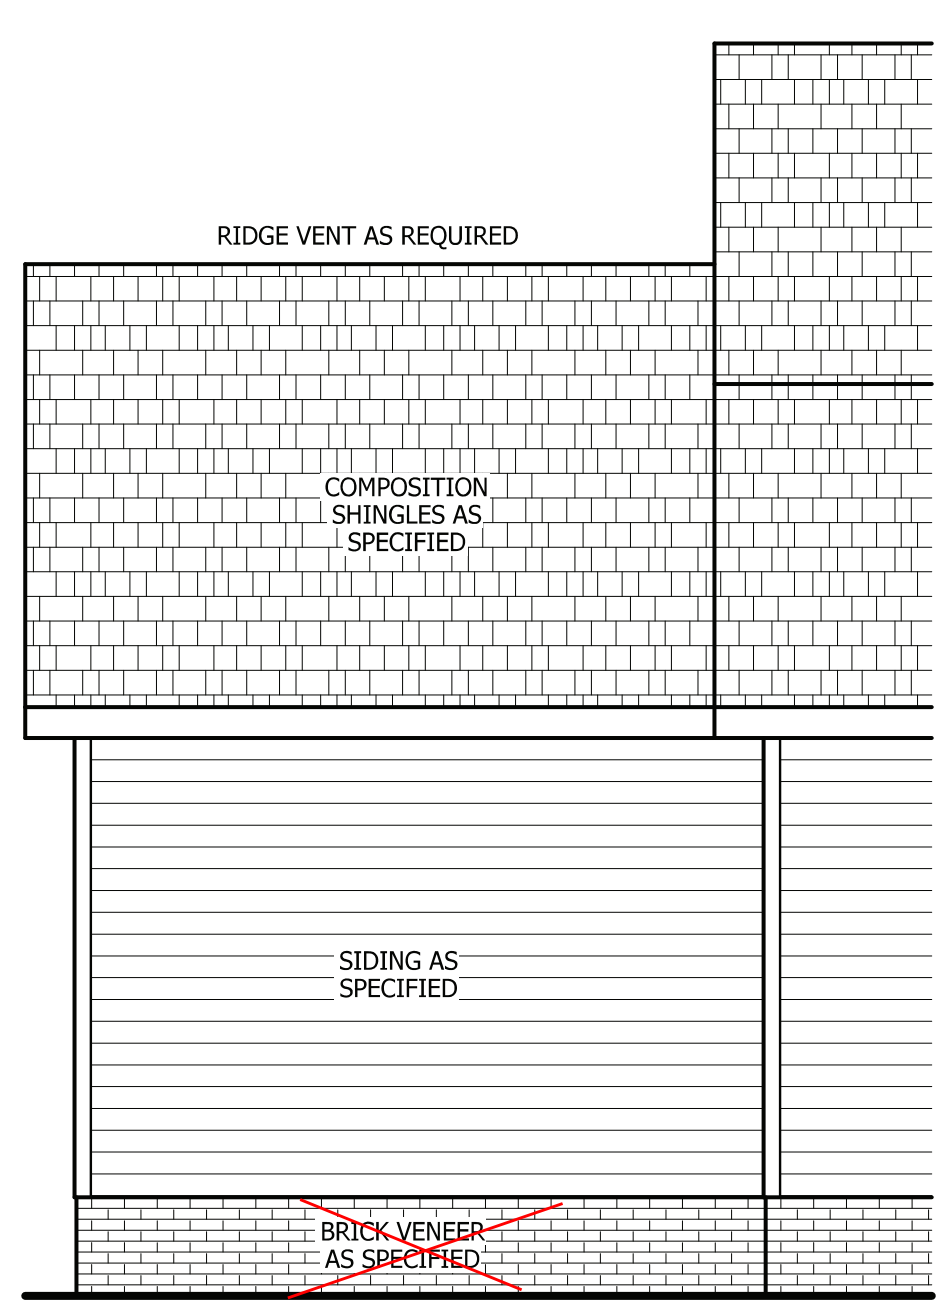 RIDGE VENT AS REQUIRED
COMPOSITION
SHINGLES AS
SPECIFIED
SIDING AS
SPECIFIED
BRICK VENEER
AS SPECIFIED